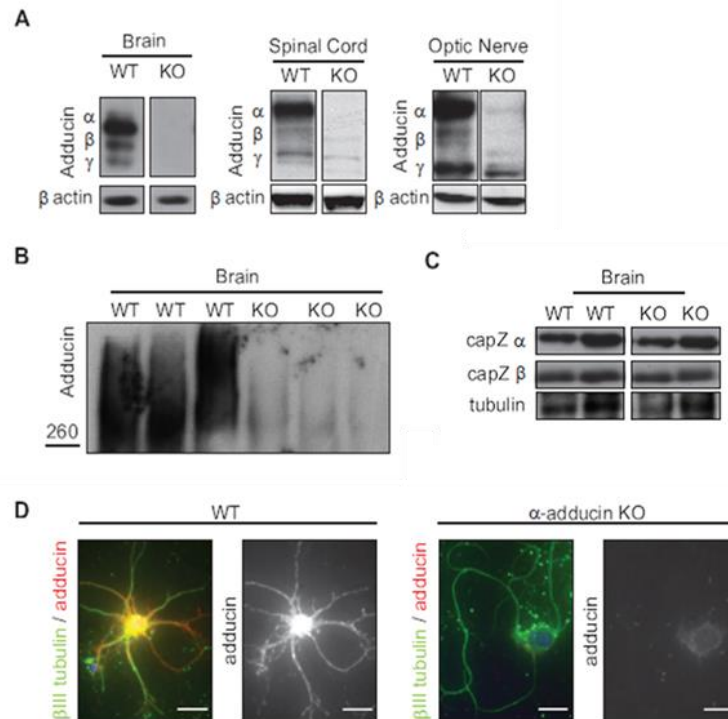 A
Brain
WT KO
Adducin
α
β
γ
β actin
Spinal Cord
WT KO
Adducin
α
β
γ
β actin
Optic Nerve
WT KO
Adducin
α
β
γ
β actin
B
Brain
WT WT WT KO KO KO
Adducin
260
C
Brain
WT WT KO KO
capZ α
capZ β
tubulin
D
WT
βIII tubulin / adducin
adducin
α-adducin KO
βIII tubulin / adducin
adducin